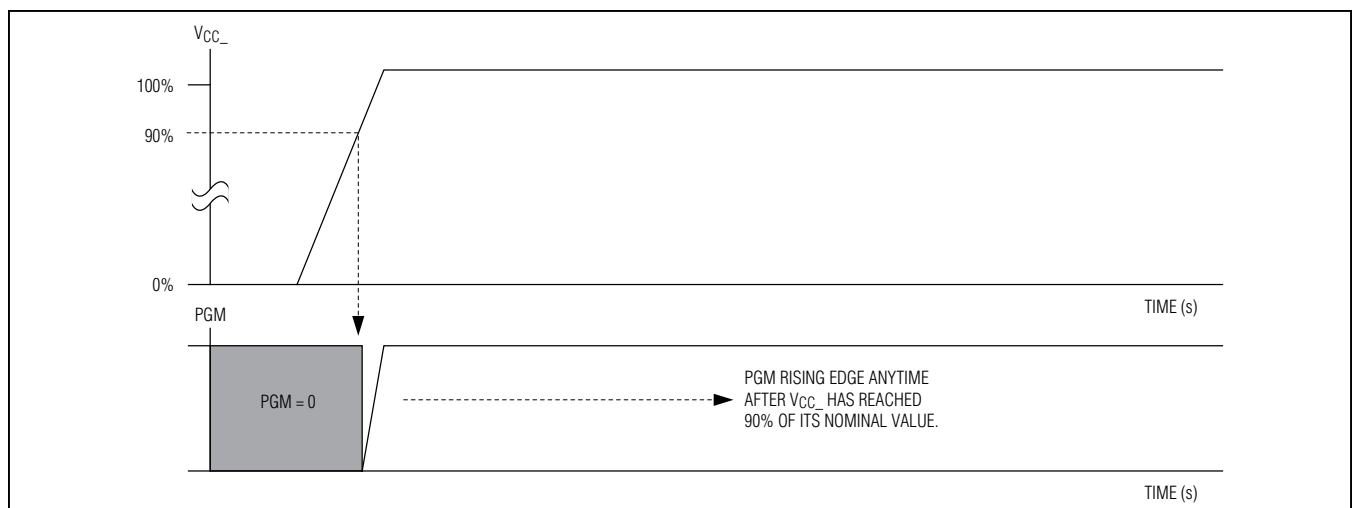 VCC_
100%
90%
0%
TIME (s)
PGM
PGM = 0
PGM RISING EDGE ANYTIME
AFTER VCC_ HAS REACHED
90% OF ITS NOMINAL VALUE.
TIME (s)